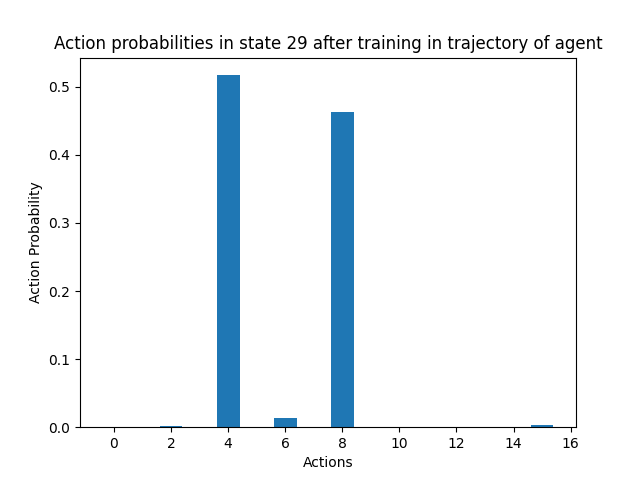 Action probabilities in state 29 after training in trajectory of agent
Action Probability
0.5
0.4
0.3
0.2
0.1
0.0
0 2 4 6 8 10 12 14 16
Actions